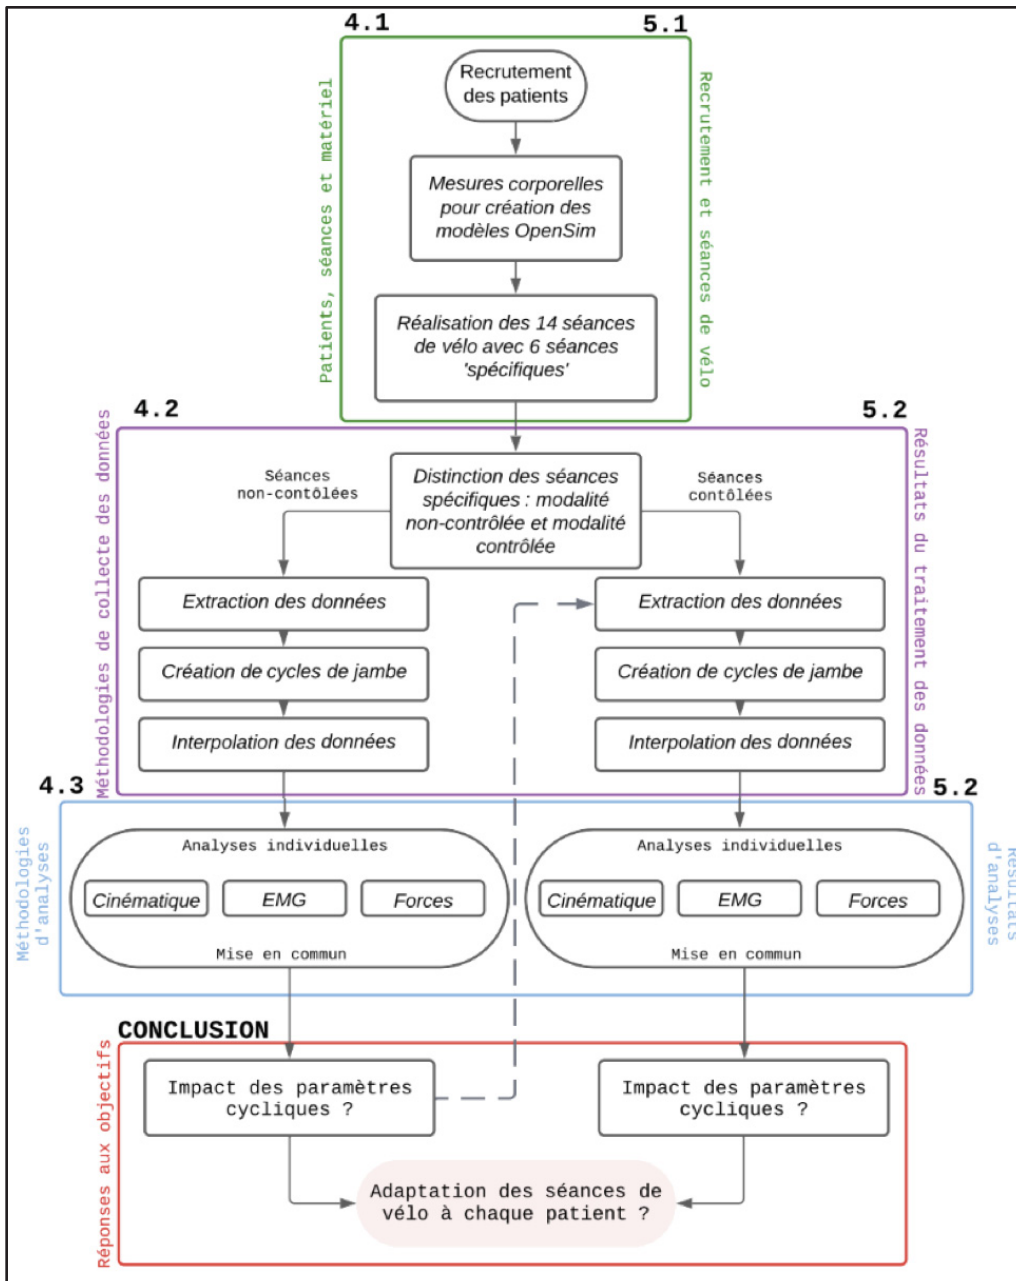 4.1
5.1
Patients, séances et matériel
Recrutement et séances de vélo
Recrutement
des patients
Mesures corporelles
pour création des
modèles OpenSim
Réalisation des 14 séances
de vélo avec 6 séances
'spécifiques'
4.2
5.2
Méthodologies de collecte des données
Résultats du traitement des données
Séances
non-contôlées
Distinction des séances
spécifiques : modalité
non-contrôlée et modalité
contrôlée
Séances
contôlées
Extraction des données
Création de cycles de jambe
Interpolation des données
Extraction des données
Création de cycles de jambe
Interpolation des données
4.3
5.2
Méthodologies
d'analyses
Résultats
d'analyses
Analyses individuelles
Cinématique
EMG
Forces
Mise en commun
Analyses individuelles
Cinématique
EMG
Forces
Mise en commun
CONCLUSION
Réponses aux objectifs
Impact des paramètres
cycliques ?
Impact des paramètres
cycliques ?
Adaptation des séances de
vélo à chaque patient ?